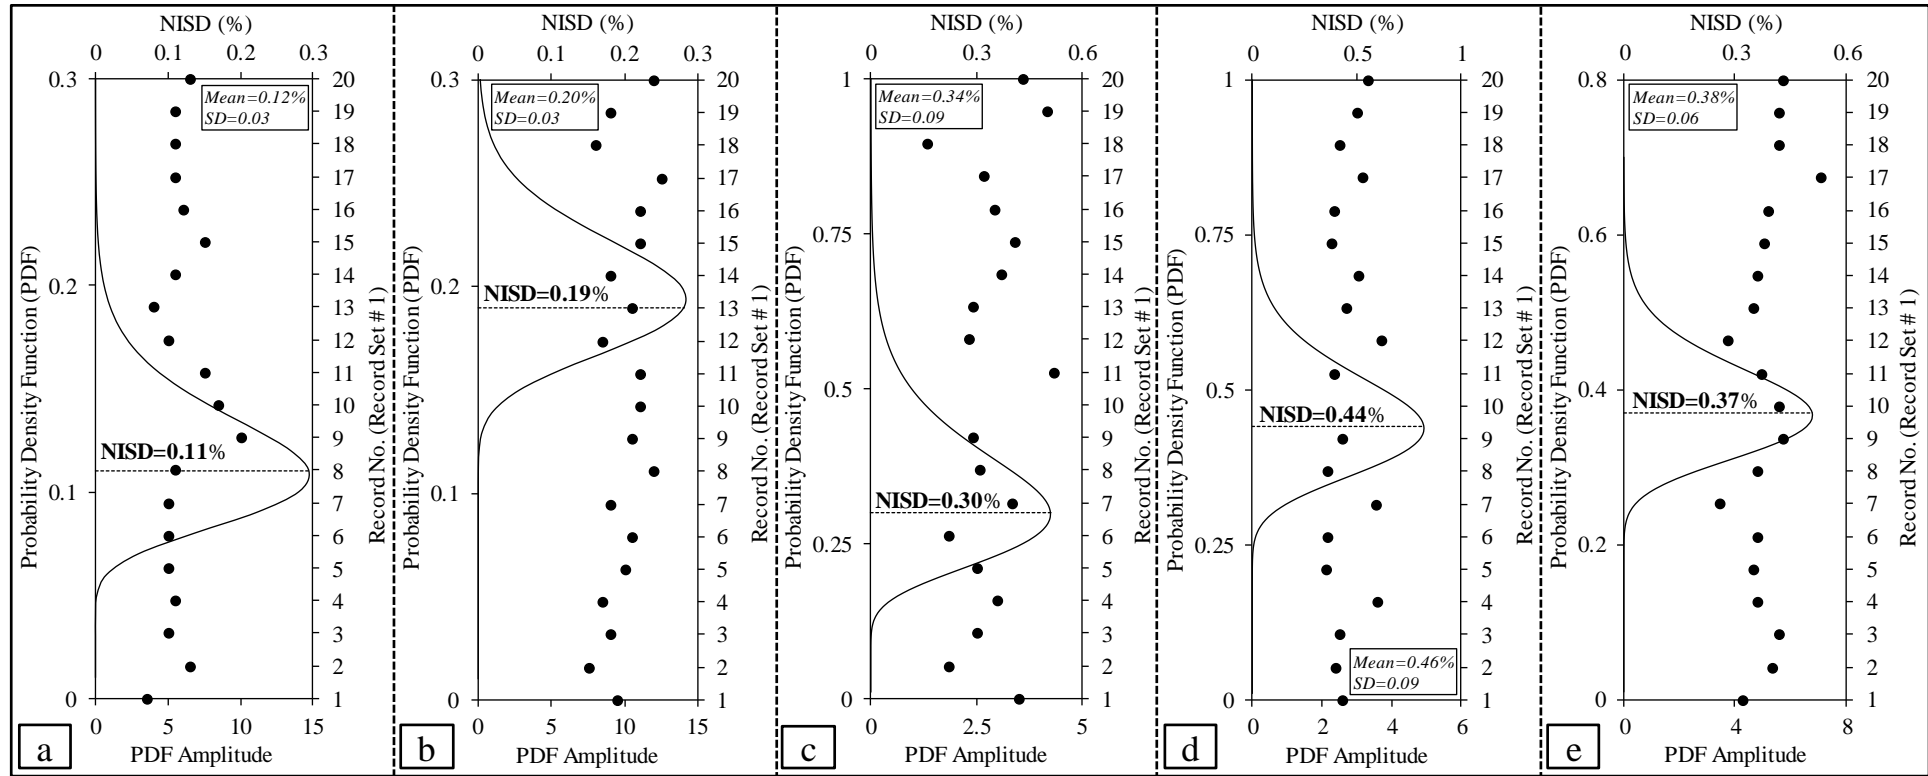 NISD (%)
0 0.1 0.2 0.3
0.3
0.2
0.1
0
Probability Density Function (PDF)
Mean=0.12%
SD=0.03
NISD=0.11%
20
19
18
17
16
15
14
13
12
11
10
9
8
7
6
5
4
3
2
1
Record No. (Record Set # 1)
0 5 10 15
PDF Amplitude
a
NISD (%)
0 0.2 0.3
0.3
0.2
0.1
0
Probability Density Function (PDF)
Mean=0.20%
SD=0.03
NISD=0.19%
20
19
18
17
16
15
14
13
12
11
10
9
8
7
6
5
4
3
2
1
Record No. (Record Set # 1)
0 10 15
PDF Amplitude
b
NISD (%)
0 0.3 0.6
1
0.75
0.5
0.25
0
Probability Density Function (PDF)
Mean=0.34%
SD=0.09
NISD=0.30%
20
19
18
17
16
15
14
13
12
11
10
9
8
7
6
5
4
3
2
1
Record No. (Record Set # 1)
0 2.5 5
PDF Amplitude
c
NISD (%)
0 0.5 1
1
0.75
0.5
0.25
0
Probability Density Function (PDF)
NISD=0.44%
Mean=0.46%
SD=0.09
20
19
18
17
16
15
14
13
12
11
10
9
8
7
6
5
4
3
2
1
Record No. (Record Set # 1)
0 2 4 6
PDF Amplitude
d
NISD (%)
0 0.3 0.6
0.8
0.6
0.4
0.2
0
Probability Density Function (PDF)
Mean=0.38%
SD=0.06
NISD=0.37%
20
19
18
17
16
15
14
13
12
11
10
9
8
7
6
5
4
3
2
1
Record No. (Record Set # 1)
0 4 8
PDF Amplitude
e